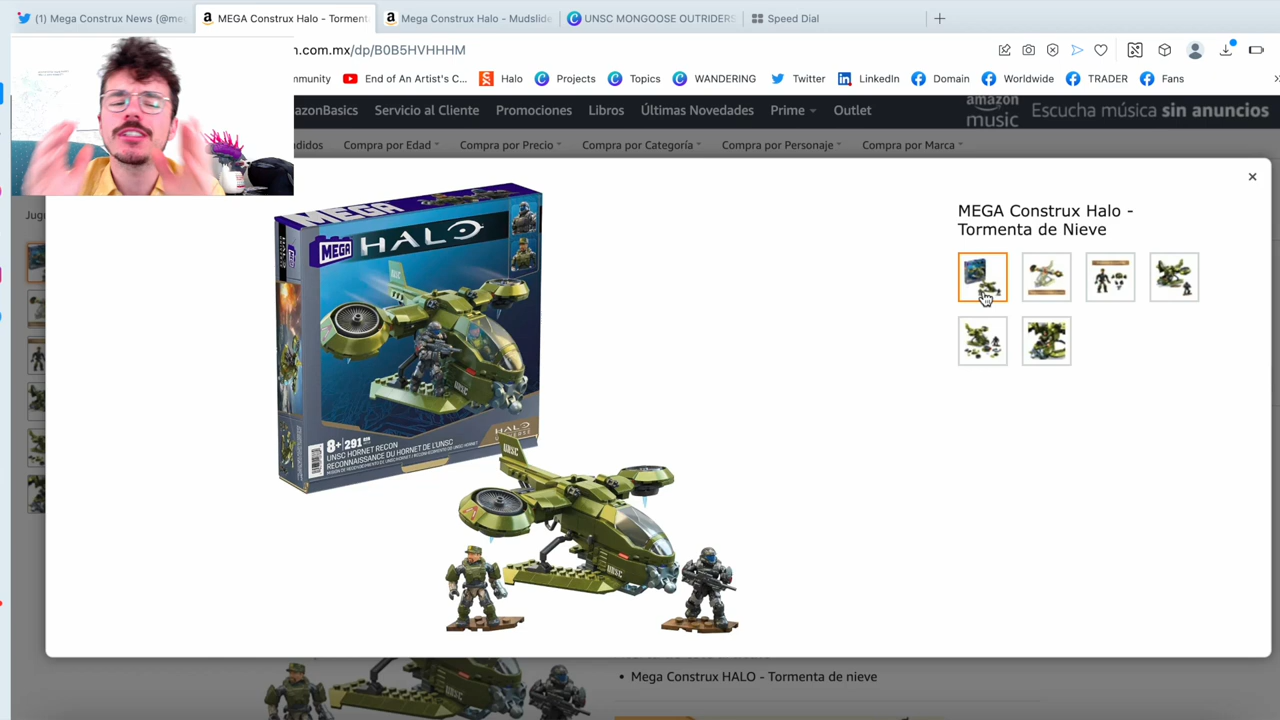 (1) Mega Construx News (@me
MEGA Construx Halo - Torment
Mega Construx Halo - Mudslide
UNSC MONGOOSE OUTRIDERS
Speed Dial
n.com.mx/dp/B0B5HVHHHM
mmunity
End of An Artist's C...
Halo
Projects
Topics
WANDERING
Twitter
LinkedIn
Domain
Worldwide
TRADER
Fans
azonBasics
Servicio al Cliente
Promociones
Libros
Últimas Novedades
Prime
Outlet
amazon music
Escucha música sin anuncios
didos
Compra por Edad
Compra por Precio
Compra por Categoría
Compra por Personaje
Compra por Marca
Jug
MEGA Construx Halo -
Tormenta de Nieve
MEGA
MEGA
HALO
UNSC
UNSC
8+
291
UNSC HORNET RECON
RECONNAISSANCE DU HORNET DE L'UNSC
HALO
UNIVERSE
UNSC
UNSC
• Mega Construx HALO - Tormenta de nieve